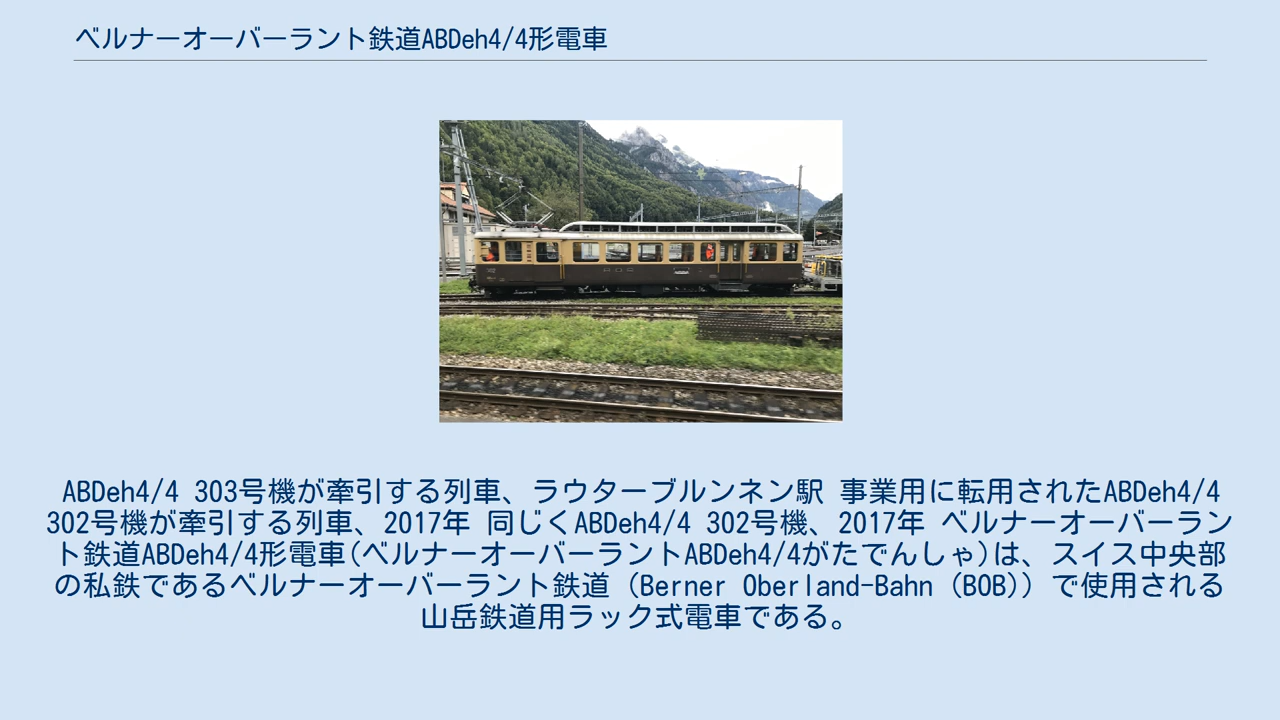 ベルナーオーバーラント鉄道ABDeh4/4形電車
ABDeh4/4 303号機が牽引する列車、ラウターブルンネン駅 事業用に転用されたABDeh4/4
302号機が牽引する列車、2017年 同じくABDeh4/4 302号機、2017年 ベルナーオーバーラン
ト鉄道ABDeh4/4形電車(ベルナーオーバーラントABDeh4/4がたでんしゃ)は、スイス中央部
の私鉄であるベルナーオーバーラント鉄道（Berner Oberland-Bahn（BOB)）で使用される
山岳鉄道用ラック式電車である。